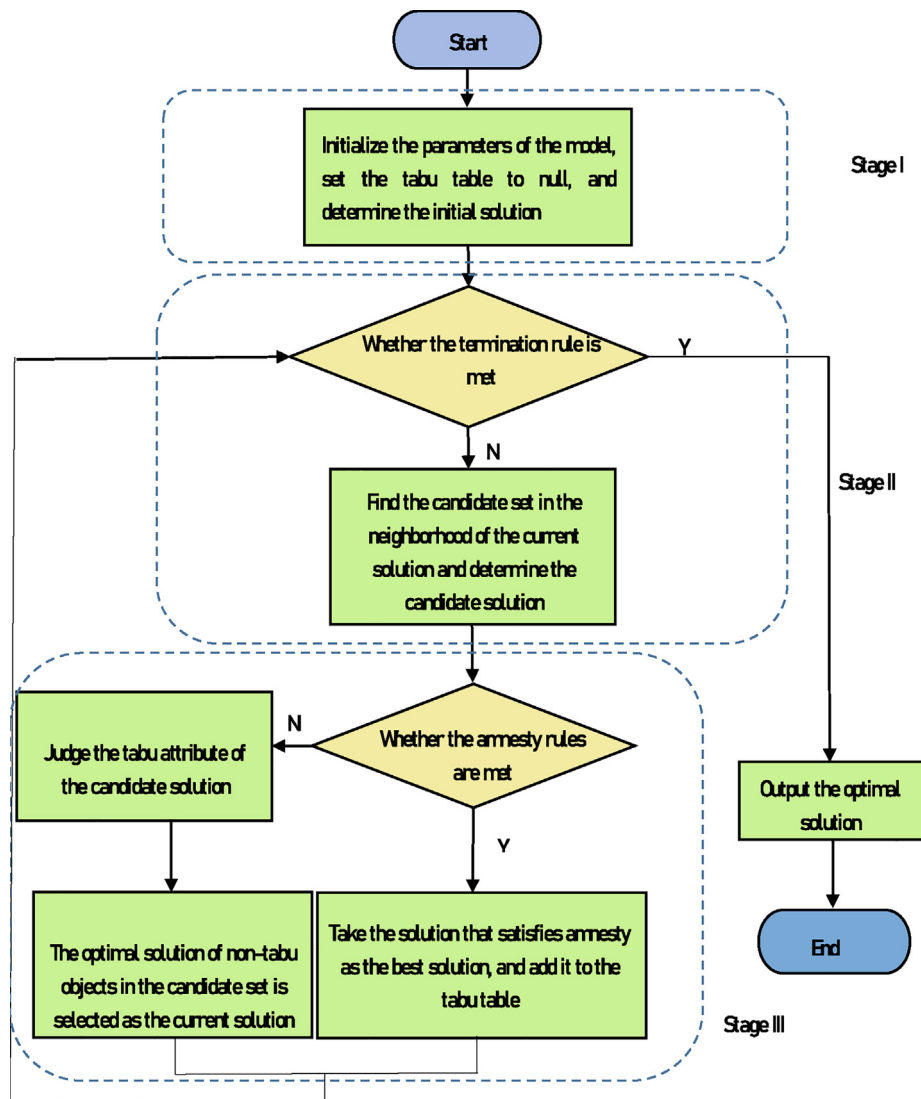 Start
Initialize the parameters of the model,
set the tabu table to null, and
determine the initial solution
Stage I
Whether the termination rule is
met
Y
N
Find the candidate set in the
neighborhood of the current
solution and determine the
candidate solution
Stage II
Whether the amnesty rules
are met
N
Judge the tabu attribute of
the candidate solution
Y
Output the optimal
solution
The optimal solution of non-tabu
objects in the candidate set is
selected as the current solution
Take the solution that satisfies amnesty
as the best solution, and add it to the
tabu table
End
Stage III